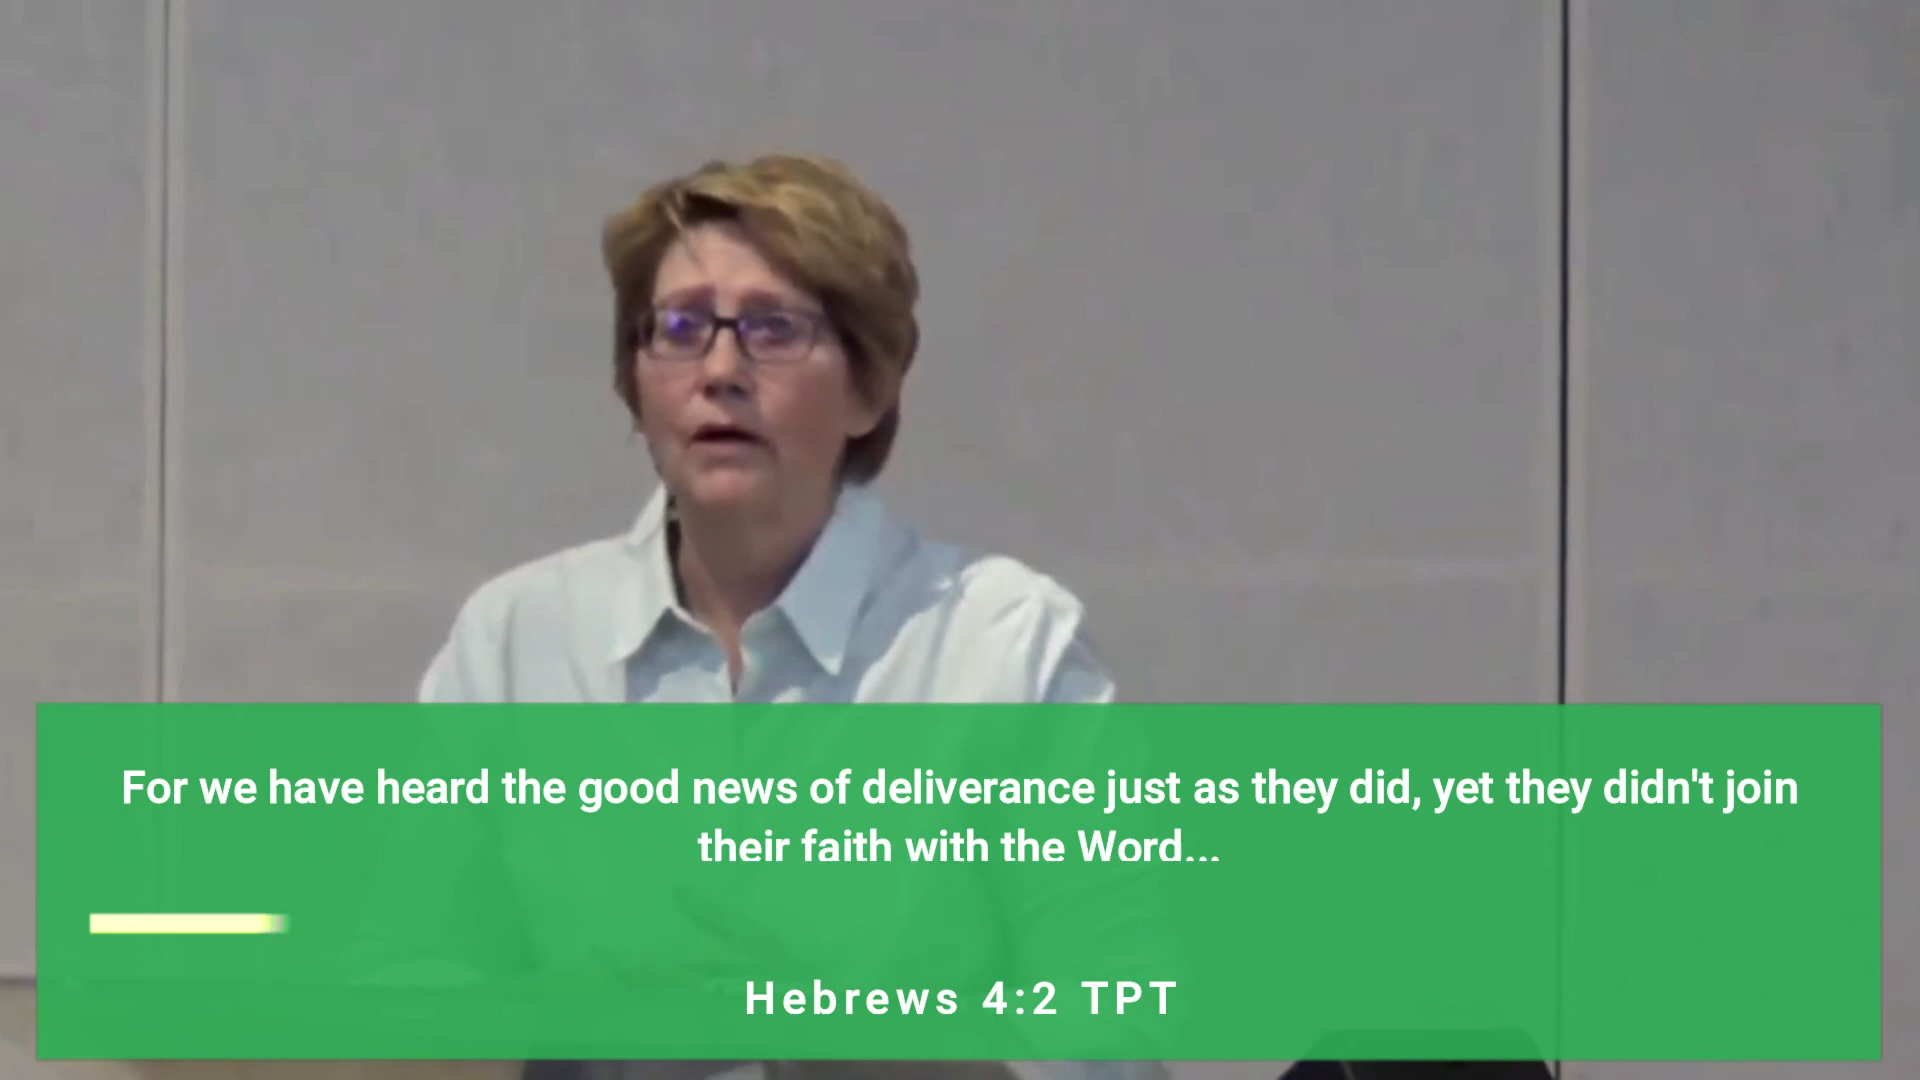 For we have heard the good news of deliverance just as they did, yet they didn't join
their faith with the Word...
Hebrews 4:2 TPT